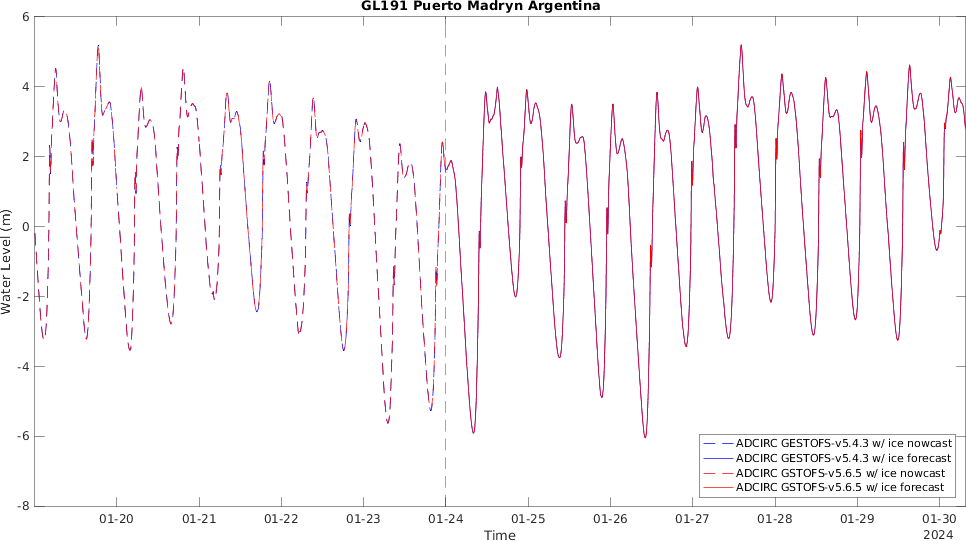 GL191 Puerto Madryn Argentina
6
4
2
0
-2
-4
-6
-8
Water Level (m)
ADCIRC GESTOFS-v5.4.3 w/ ice nowcast
ADCIRC GESTOFS-v5.4.3 w/ ice forecast
ADCIRC GSTOFS-v5.6.5 w/ ice nowcast
ADCIRC GSTOFS-v5.6.5 w/ ice forecast
01-20 01-21 01-22 01-23 01-24 01-25 01-26 01-27 01-28 01-29 01-30
Time 2024